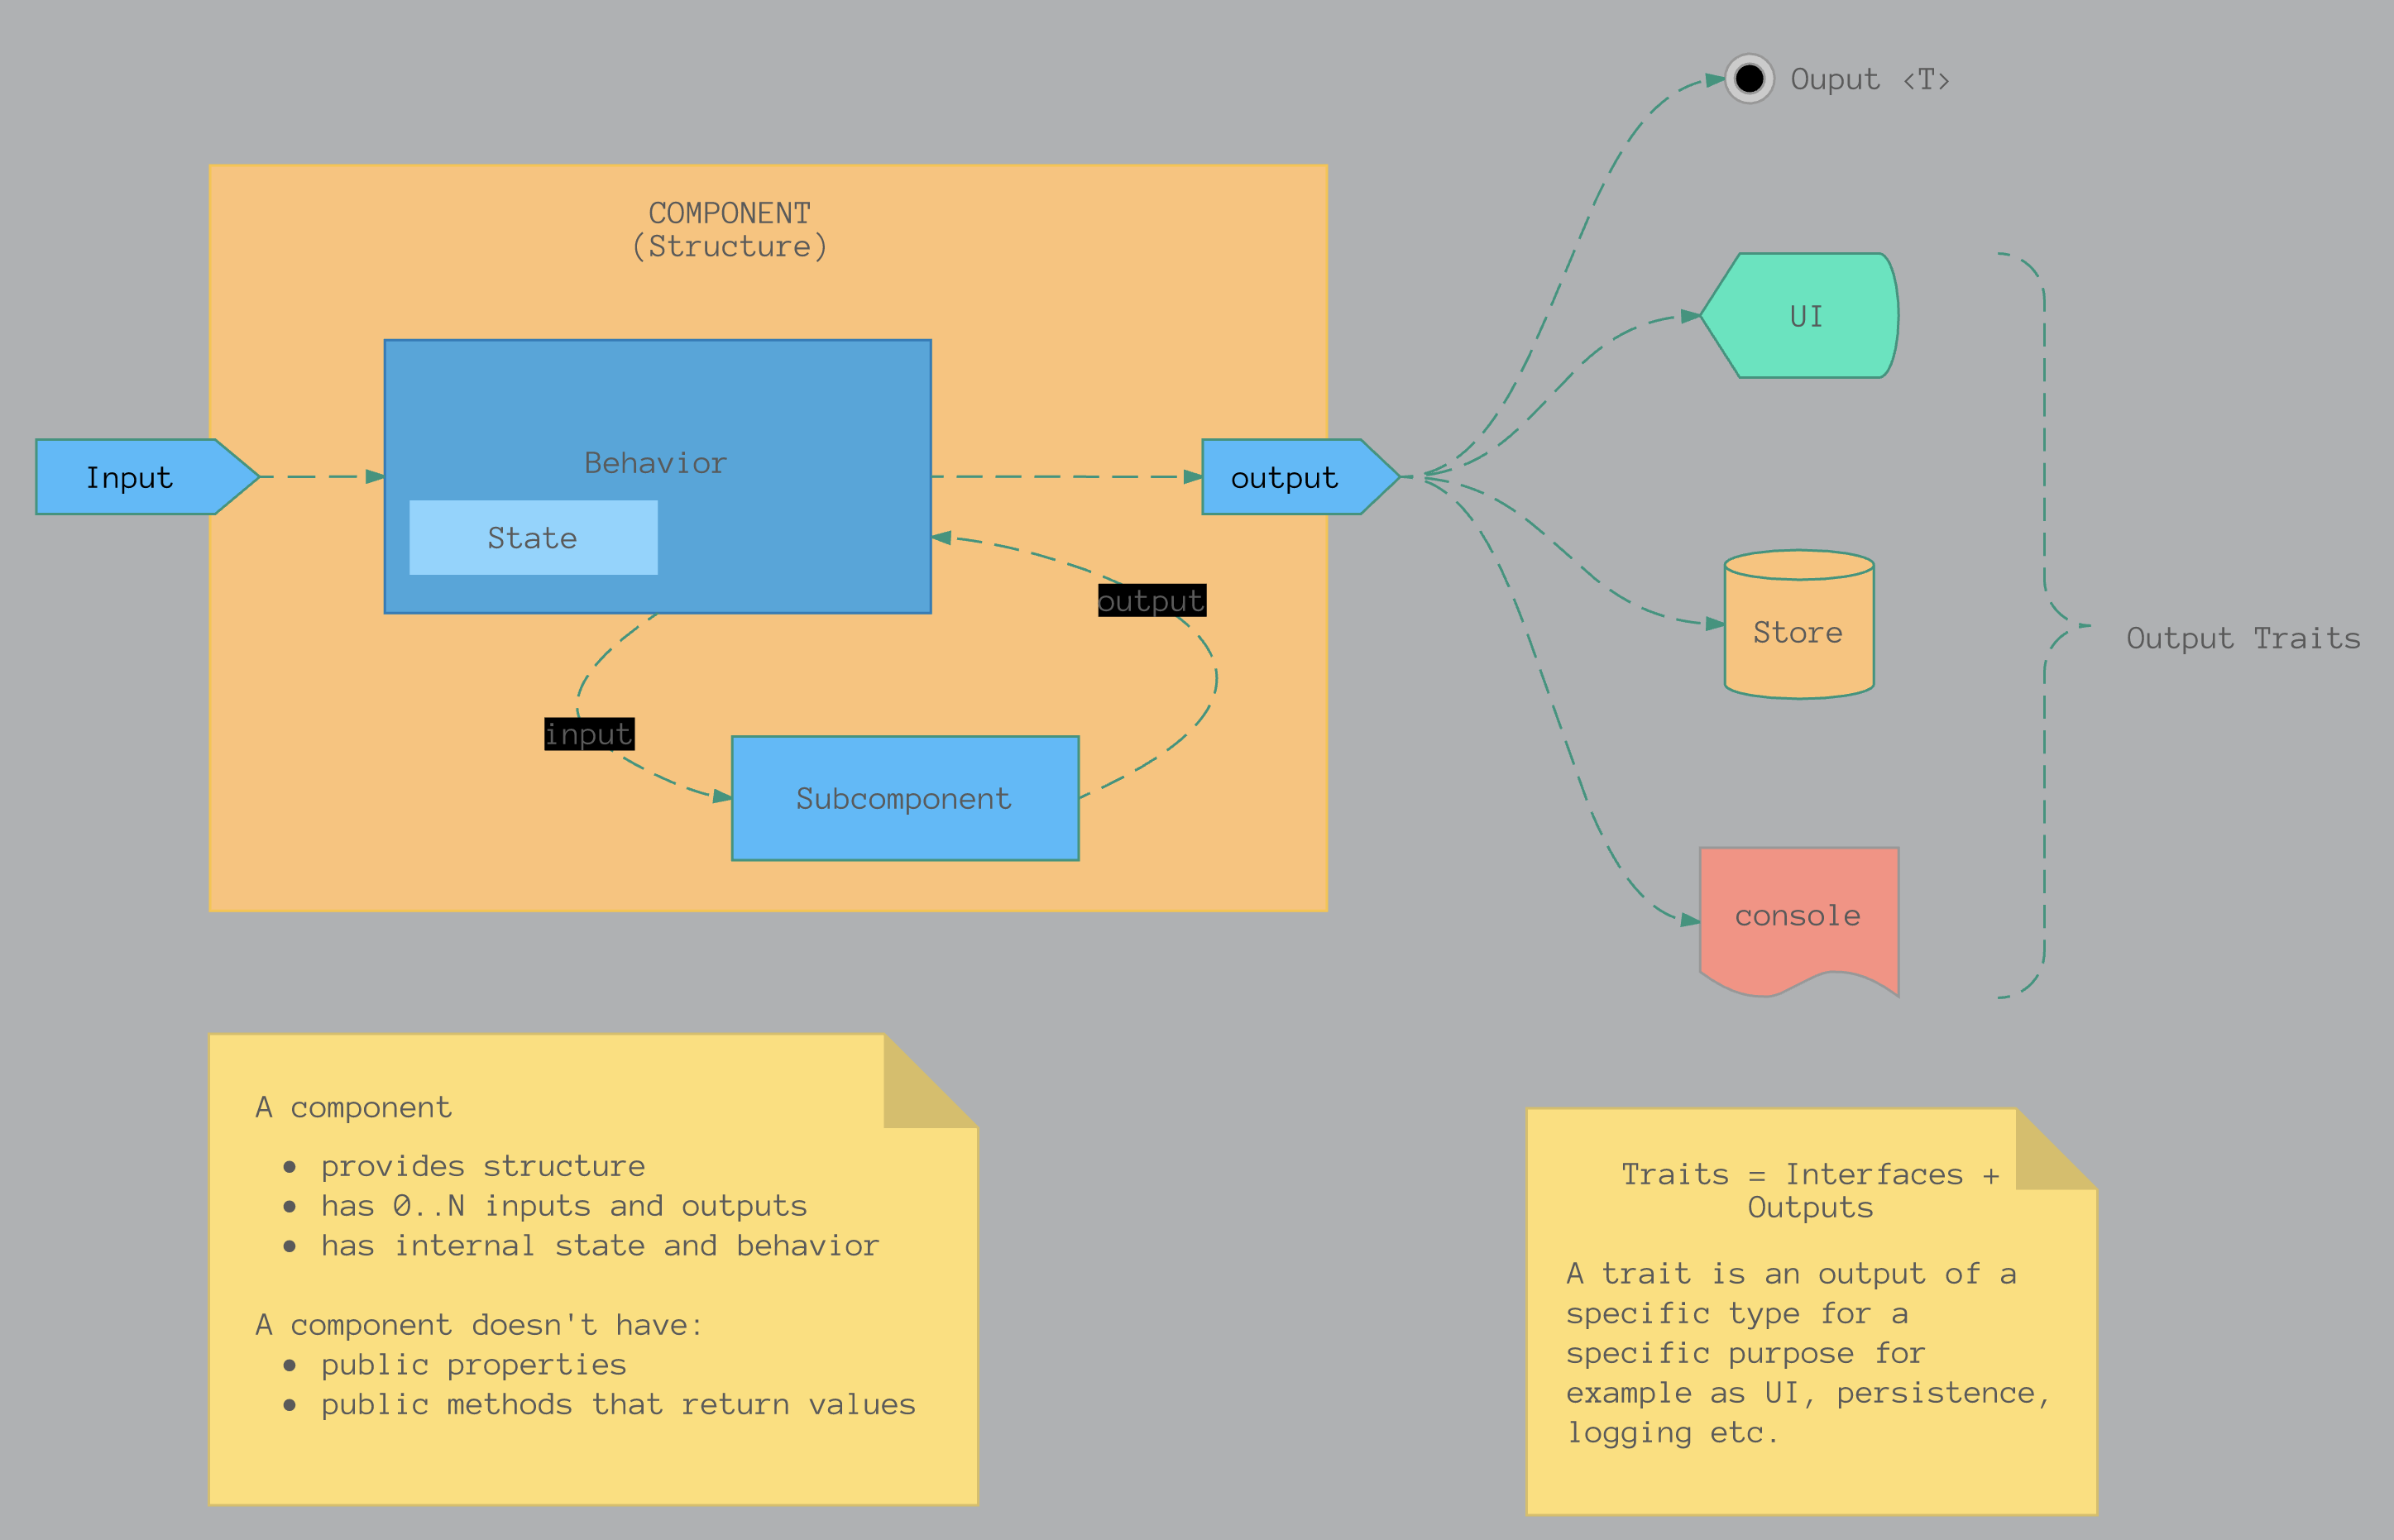 Ouput <T>
COMPONENT
(Structure)
UI
Behavior
Input
output
State
output
Store
Output Traits
input
Subcomponent
console
A component
• provides structure
• has 0..N inputs and outputs
• has internal state and behavior
A component doesn't have:
• public properties
• public methods that return values
Traits = Interfaces +
Outputs
A trait is an output of a
specific type for a
specific purpose for
example as UI, persistence,
logging etc.